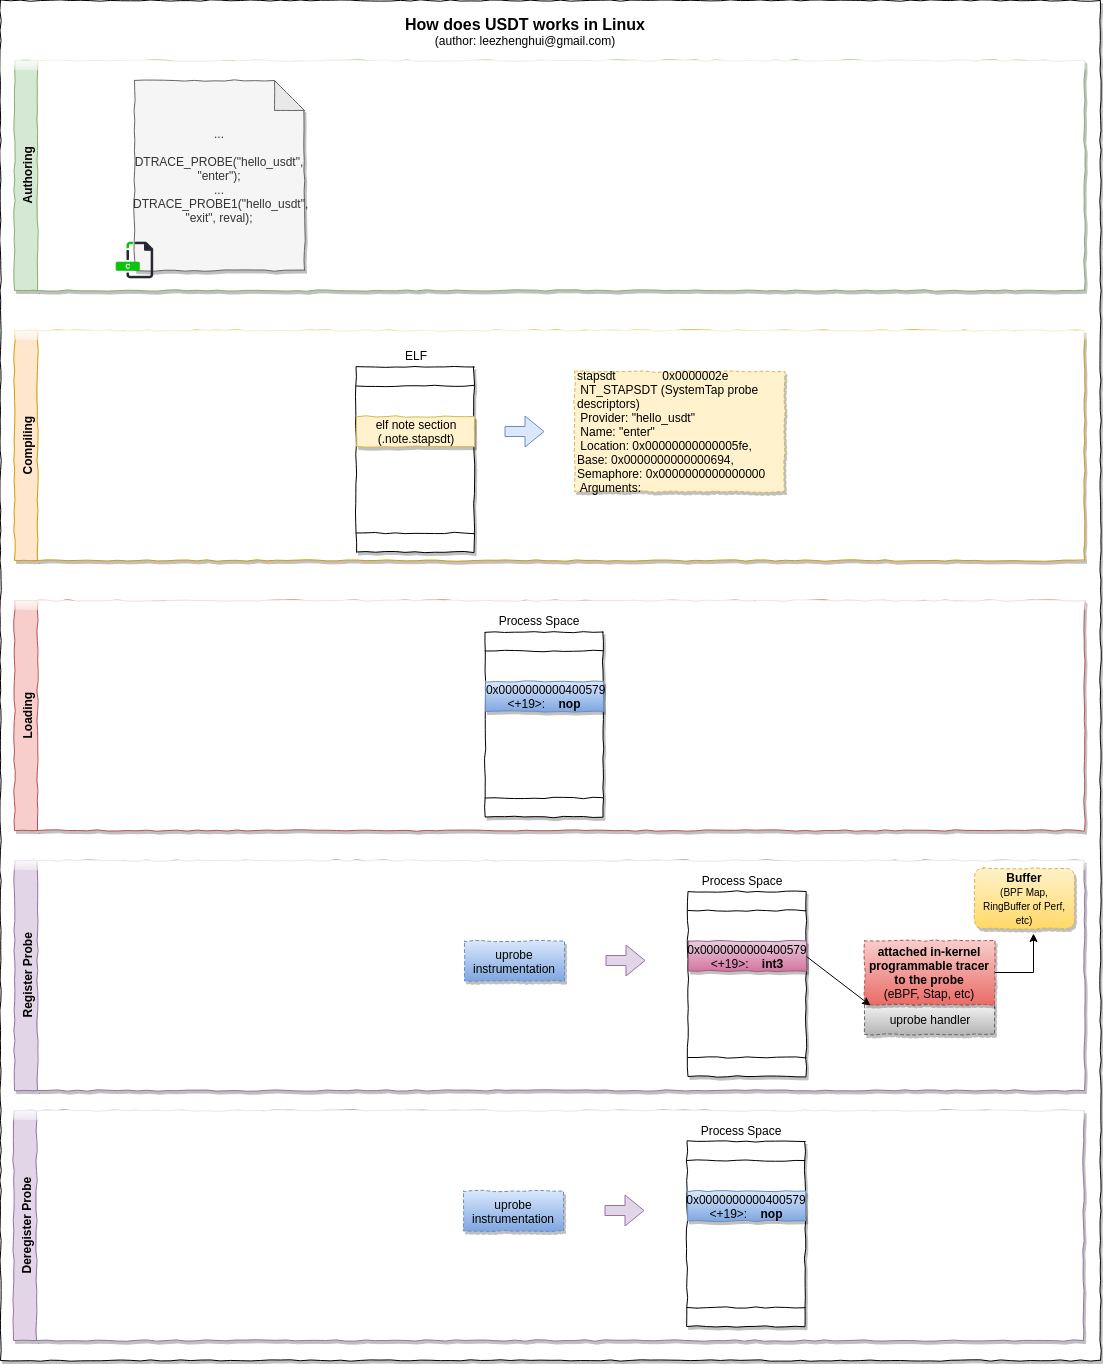 How does USDT works in Linux
(author: leezhenghui@gmail.com)
Authoring
...
DTRACE_PROBE("hello_usdt",
"enter");
...
DTRACE_PROBE1("hello_usdt",
"exit", reval);
C
Compiling
ELF
elf note section
(.note.stapsdt)
stapsdt 0x0000002e
NT_STAPSDT (SystemTap probe
descriptors)
Provider: "hello_usdt"
Name: "enter"
Location: 0x00000000000005fe,
Base: 0x0000000000000694,
Semaphore: 0x0000000000000000
Arguments:
Loading
Process Space
0x0000000000400579
<+19>: nop
Register Probe
uprobe
instrumentation
Process Space
0x0000000000400579
<+19>: int3
attached in-kernel
programmable tracer
to the probe
(eBPF, Stap, etc)
uprobe handler
Buffer
(BPF Map,
RingBuffer of Perf,
etc)
Deregister Probe
uprobe
instrumentation
Process Space
0x0000000000400579
<+19>: nop